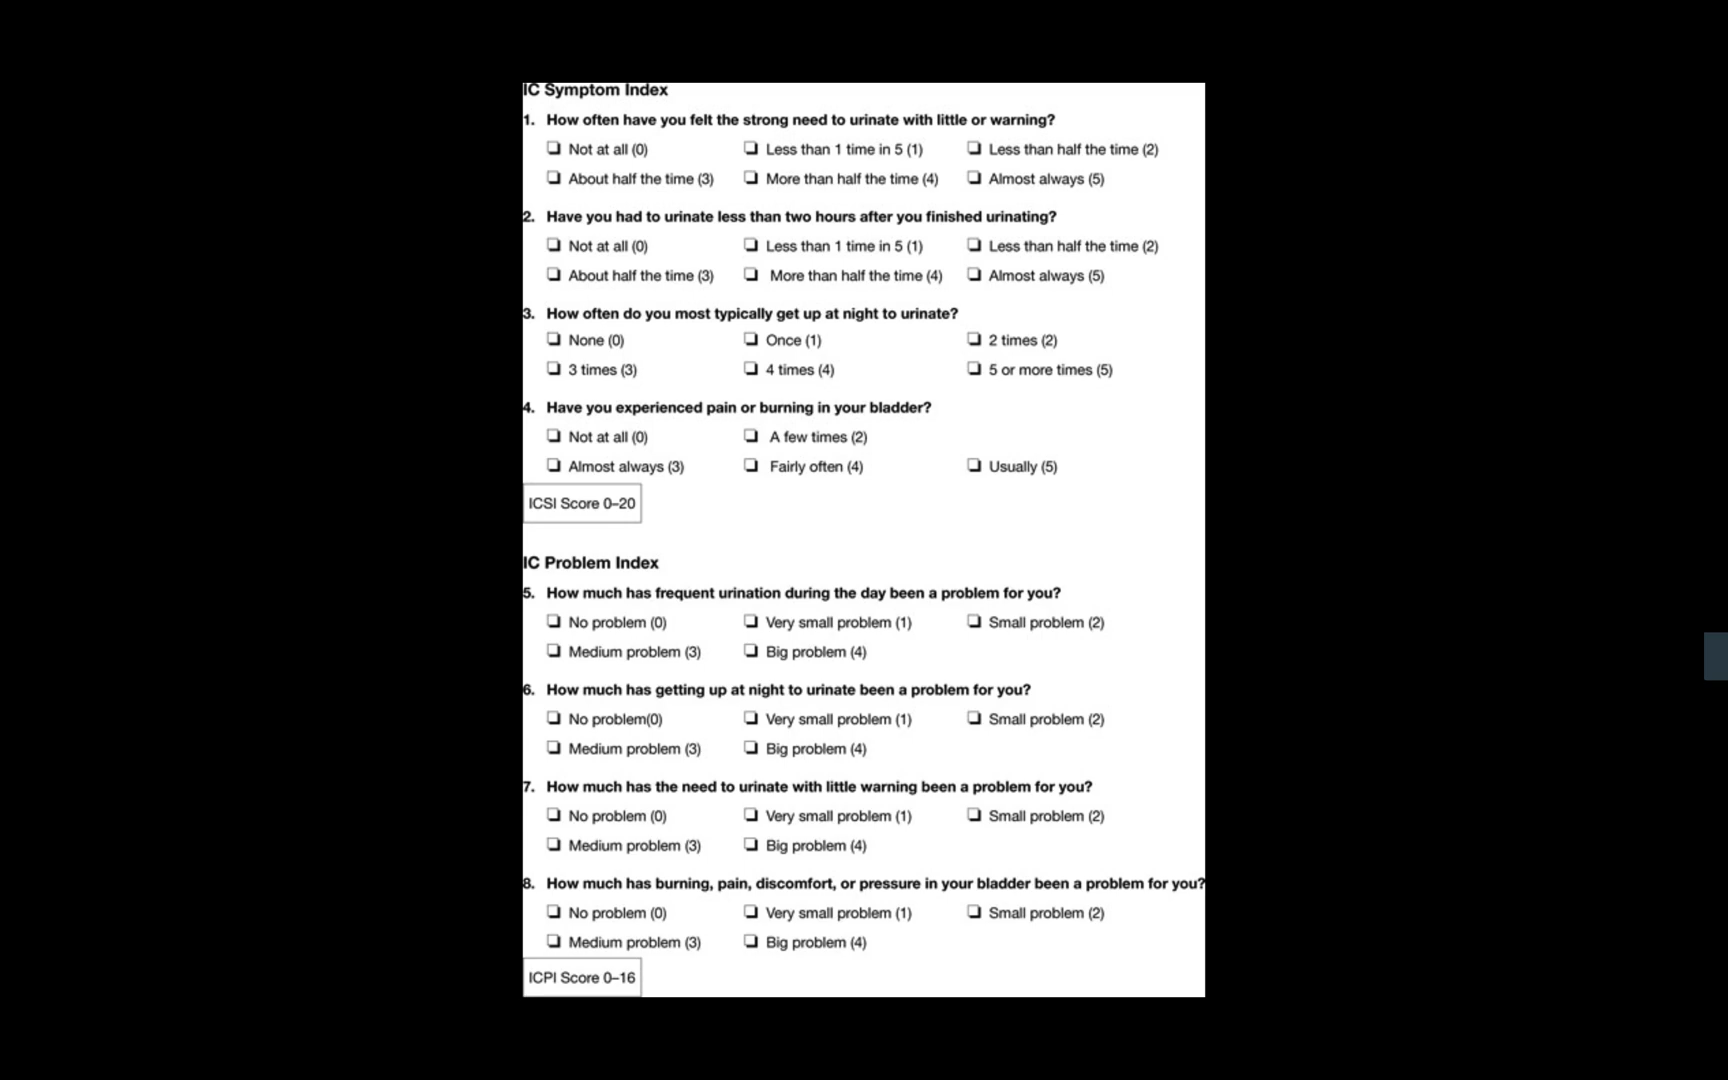 IC Symptom Index
1. How often have you felt the strong need to urinate with little or warning?
❏ Not at all (0) ❏ Less than 1 time in 5 (1) ❏ Less than half the time (2)
❏ About half the time (3) ❏ More than half the time (4) ❏ Almost always (5)
2. Have you had to urinate less than two hours after you finished urinating?
❏ Not at all (0) ❏ Less than 1 time in 5 (1) ❏ Less than half the time (2)
❏ About half the time (3) ❏ More than half the time (4) ❏ Almost always (5)
3. How often do you most typically get up at night to urinate?
❏ None (0) ❏ Once (1) ❏ 2 times (2)
❏ 3 times (3) ❏ 4 times (4) ❏ 5 or more times (5)
4. Have you experienced pain or burning in your bladder?
❏ Not at all (0) ❏ A few times (2)
❏ Almost always (3) ❏ Fairly often (4) ❏ Usually (5)
ICSI Score 0–20
IC Problem Index
5. How much has frequent urination during the day been a problem for you?
❏ No problem (0) ❏ Very small problem (1) ❏ Small problem (2)
❏ Medium problem (3) ❏ Big problem (4)
6. How much has getting up at night to urinate been a problem for you?
❏ No problem(0) ❏ Very small problem (1) ❏ Small problem (2)
❏ Medium problem (3) ❏ Big problem (4)
7. How much has the need to urinate with little warning been a problem for you?
❏ No problem (0) ❏ Very small problem (1) ❏ Small problem (2)
❏ Medium problem (3) ❏ Big problem (4)
8. How much has burning, pain, discomfort, or pressure in your bladder been a problem for you?
❏ No problem (0) ❏ Very small problem (1) ❏ Small problem (2)
❏ Medium problem (3) ❏ Big problem (4)
ICPI Score 0–16